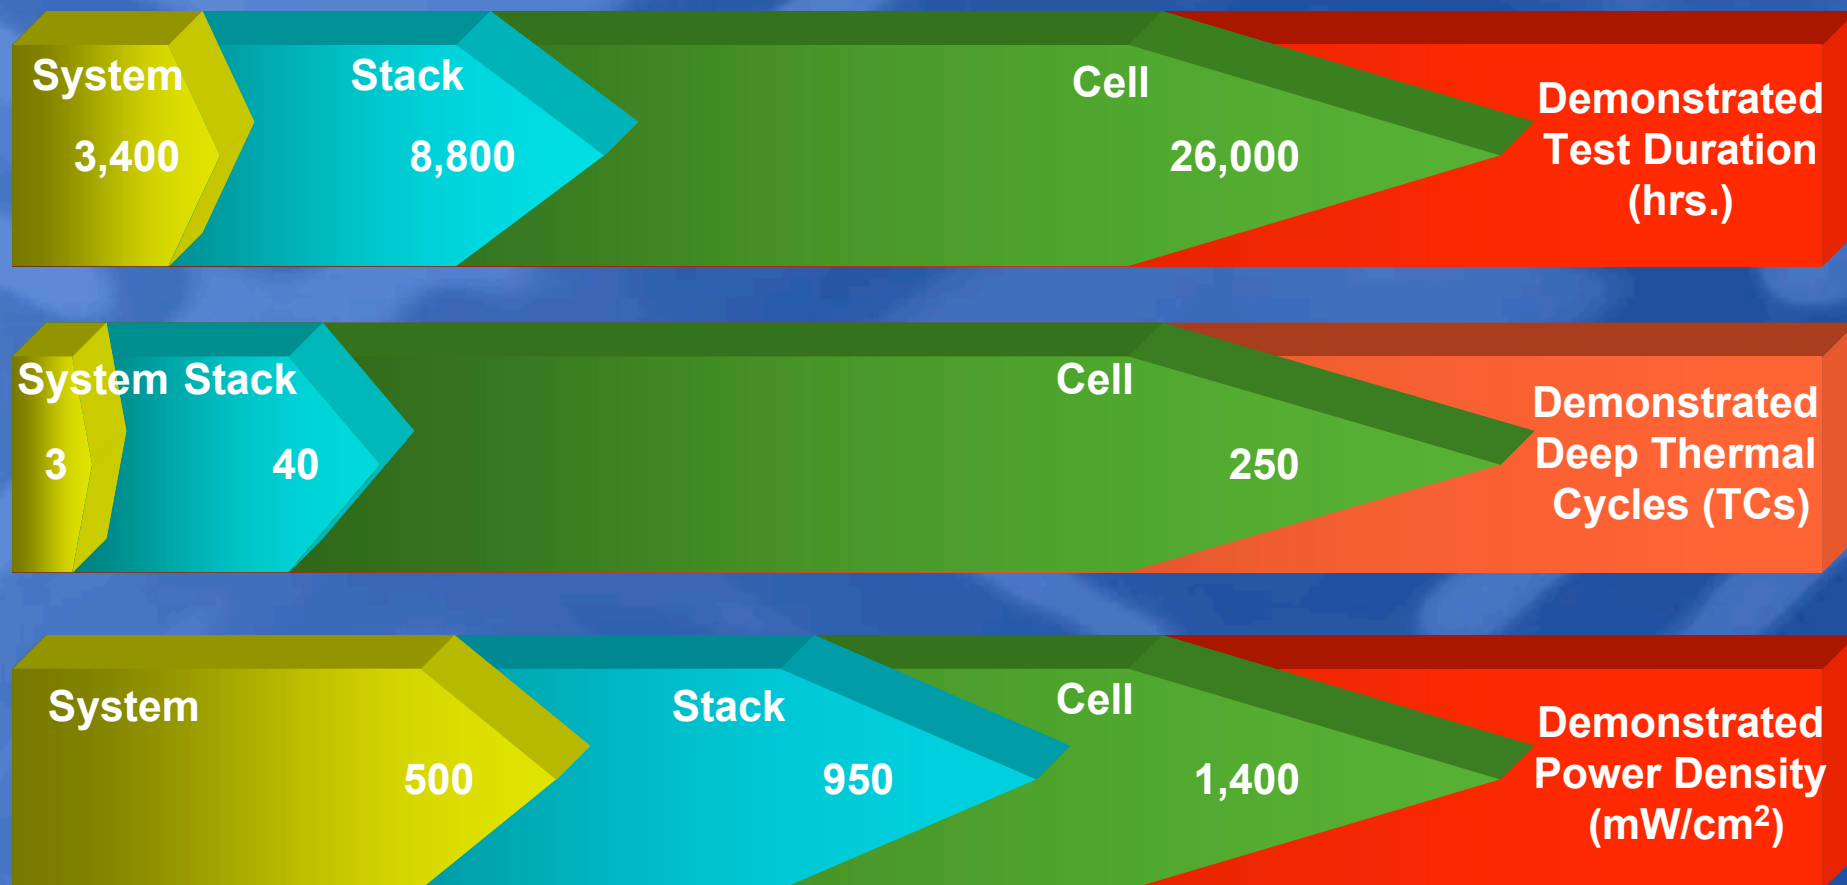 System
3,400
Stack
8,800
Cell
26,000
Demonstrated
Test Duration
(hrs.)
System
3
Stack
40
Cell
250
Demonstrated
Deep Thermal
Cycles (TCs)
System
500
Stack
950
Cell
1,400
Demonstrated
Power Density
(mW/cm²)